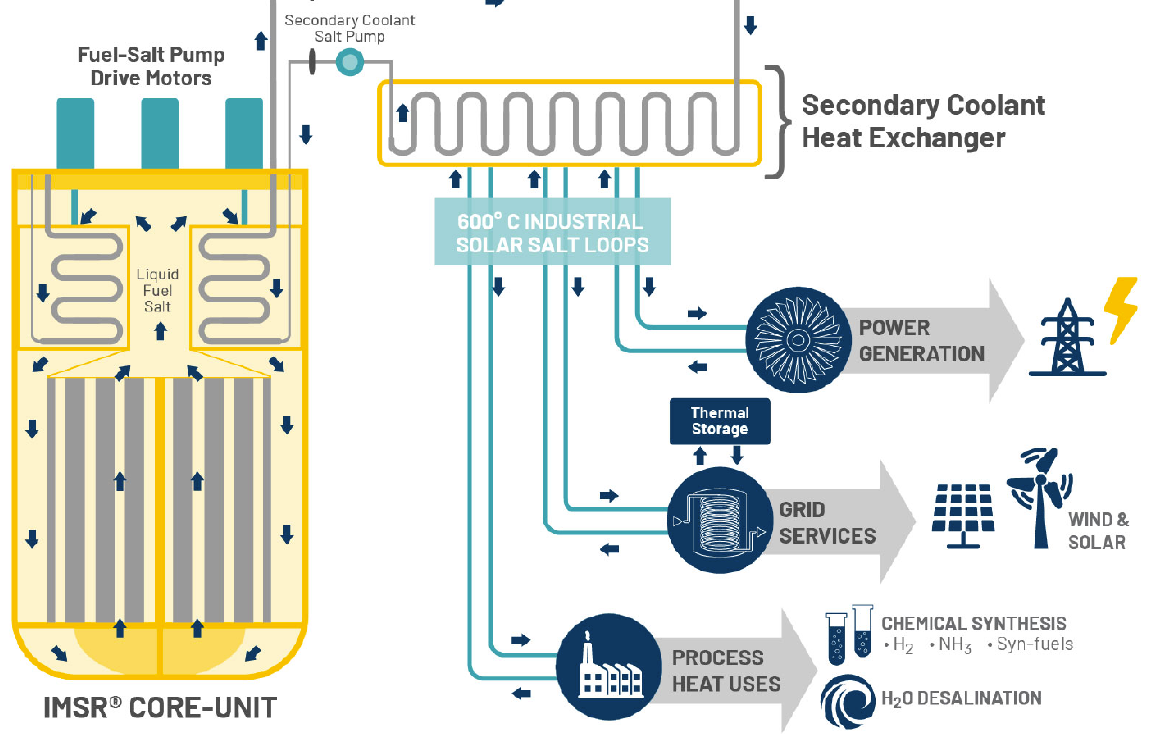 Secondary Coolant
Salt Pump
Fuel-Salt Pump
Drive Motors
Secondary Coolant
Heat Exchanger
600° C INDUSTRIAL
SOLAR SALT LOOPS
Liquid
Fuel
Salt
POWER
GENERATION
Thermal
Storage
GRID
SERVICES
WIND &
SOLAR
PROCESS
HEAT USES
CHEMICAL SYNTHESIS
• H₂ • NH₃ • Syn-fuels
H₂O DESALINATION
IMSR® CORE-UNIT